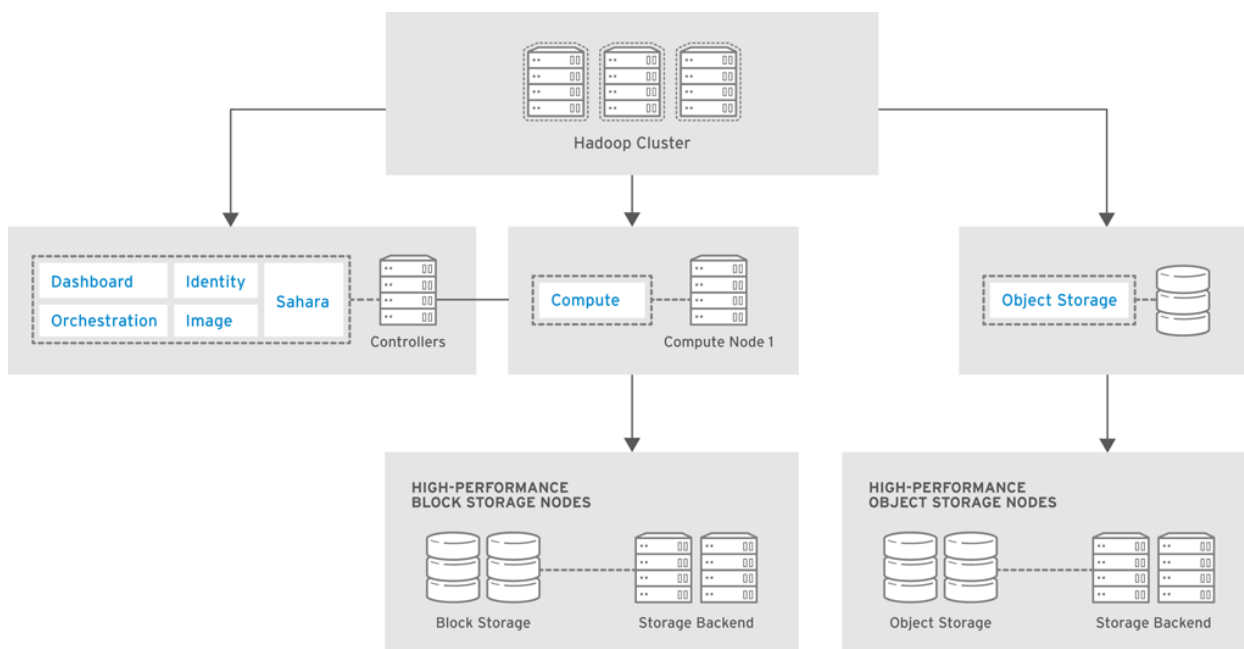 Hadoop Cluster
Dashboard
Identity
Sahara
Orchestration
Image
Controllers
Compute
Compute Node 1
Object Storage
HIGH-PERFORMANCE
BLOCK STORAGE NODES
Block Storage
Storage Backend
HIGH-PERFORMANCE
OBJECT STORAGE NODES
Object Storage
Storage Backend